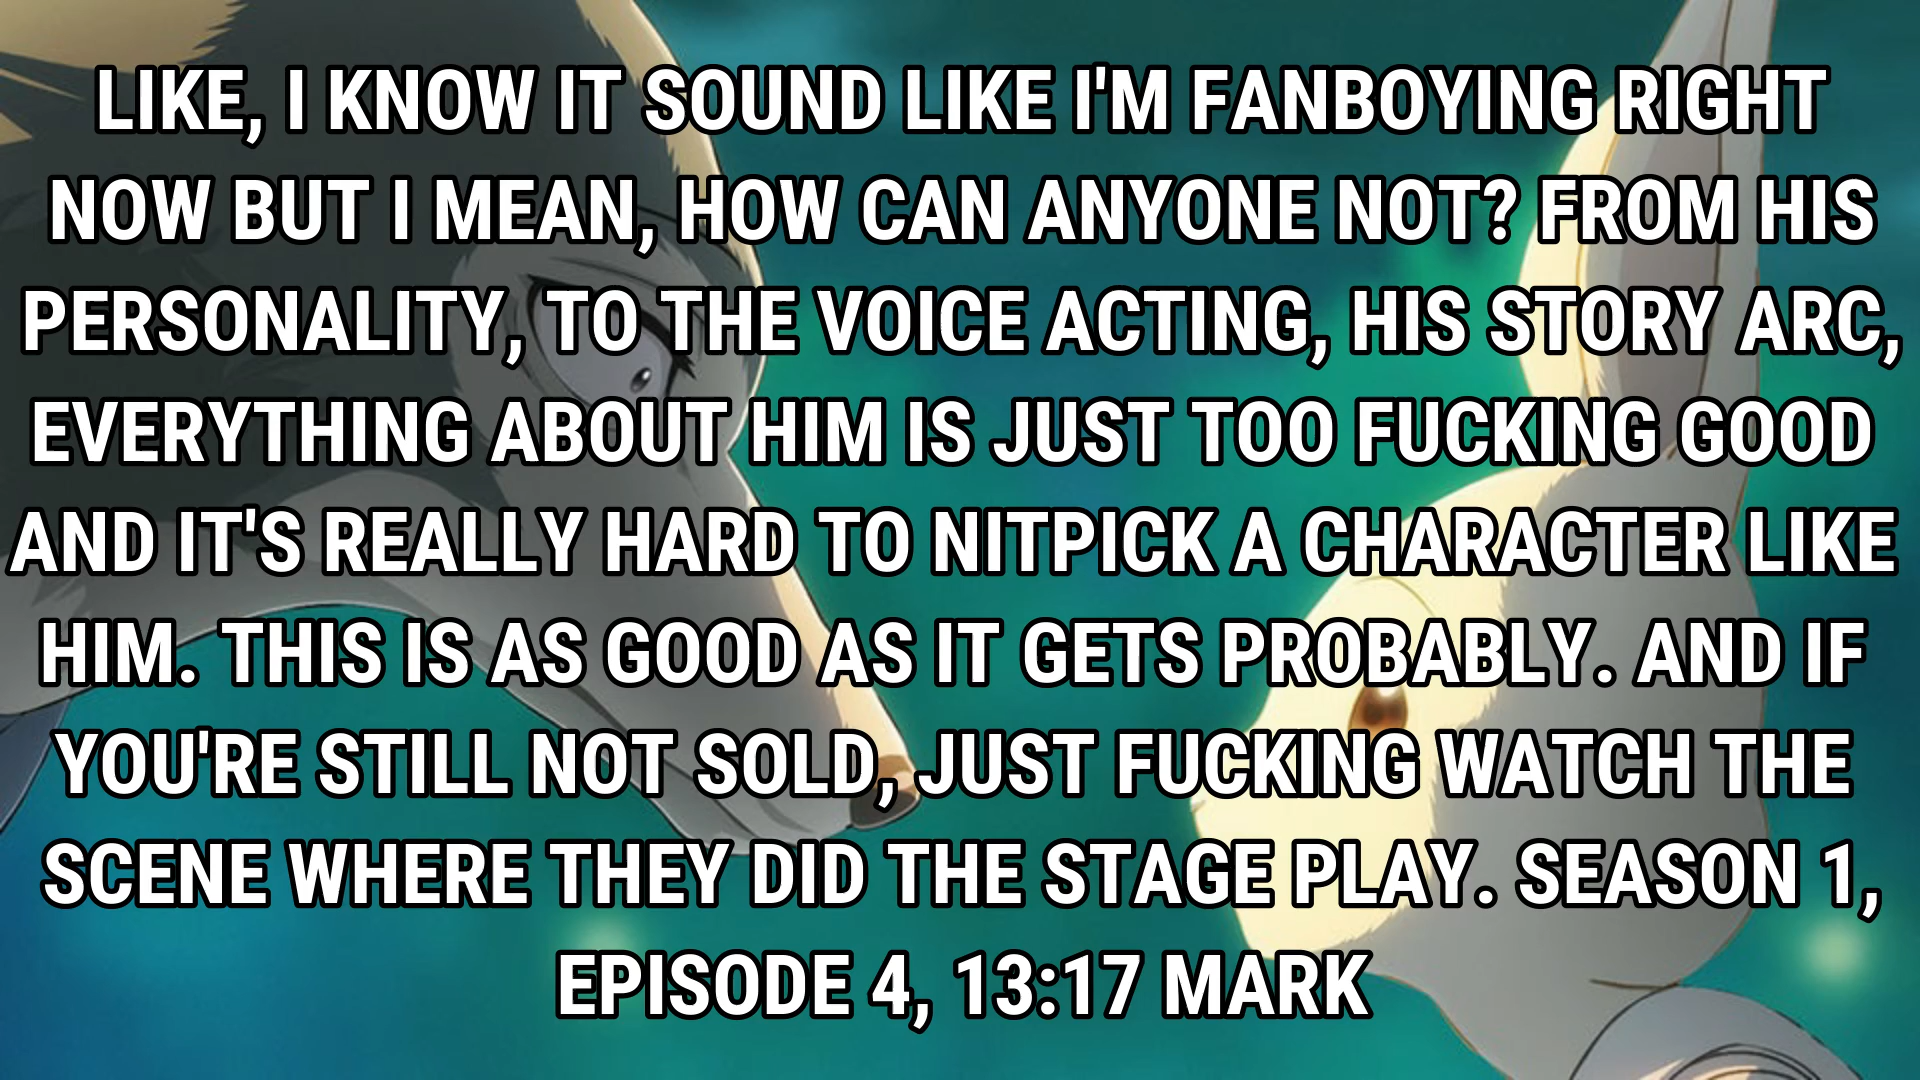 LIKE, I KNOW IT SOUND LIKE I'M FANBOYING RIGHT
NOW BUT I MEAN, HOW CAN ANYONE NOT? FROM HIS
PERSONALITY, TO THE VOICE ACTING, HIS STORY ARC,
EVERYTHING ABOUT HIM IS JUST TOO FUCKING GOOD
AND IT'S REALLY HARD TO NITPICK A CHARACTER LIKE
HIM. THIS IS AS GOOD AS IT GETS PROBABLY. AND IF
YOU'RE STILL NOT SOLD, JUST FUCKING WATCH THE
SCENE WHERE THEY DID THE STAGE PLAY. SEASON 1,
EPISODE 4, 13:17 MARK